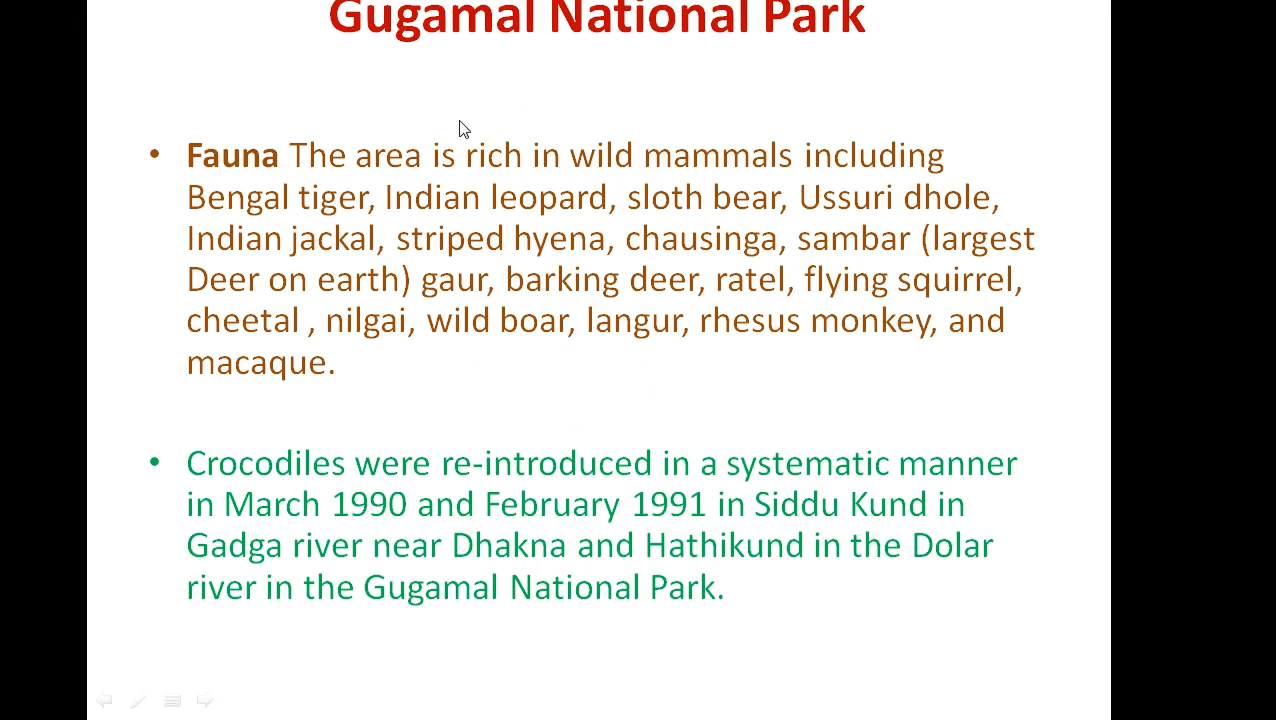 Gugamal National Park
• Fauna The area is rich in wild mammals including
Bengal tiger, Indian leopard, sloth bear, Ussuri dhole,
Indian jackal, striped hyena, chausinga, sambar (largest
Deer on earth) gaur, barking deer, ratel, flying squirrel,
cheetal , nilgai, wild boar, langur, rhesus monkey, and
macaque.
• Crocodiles were re-introduced in a systematic manner
in March 1990 and February 1991 in Siddu Kund in
Gadga river near Dhakna and Hathikund in the Dolar
river in the Gugamal National Park.